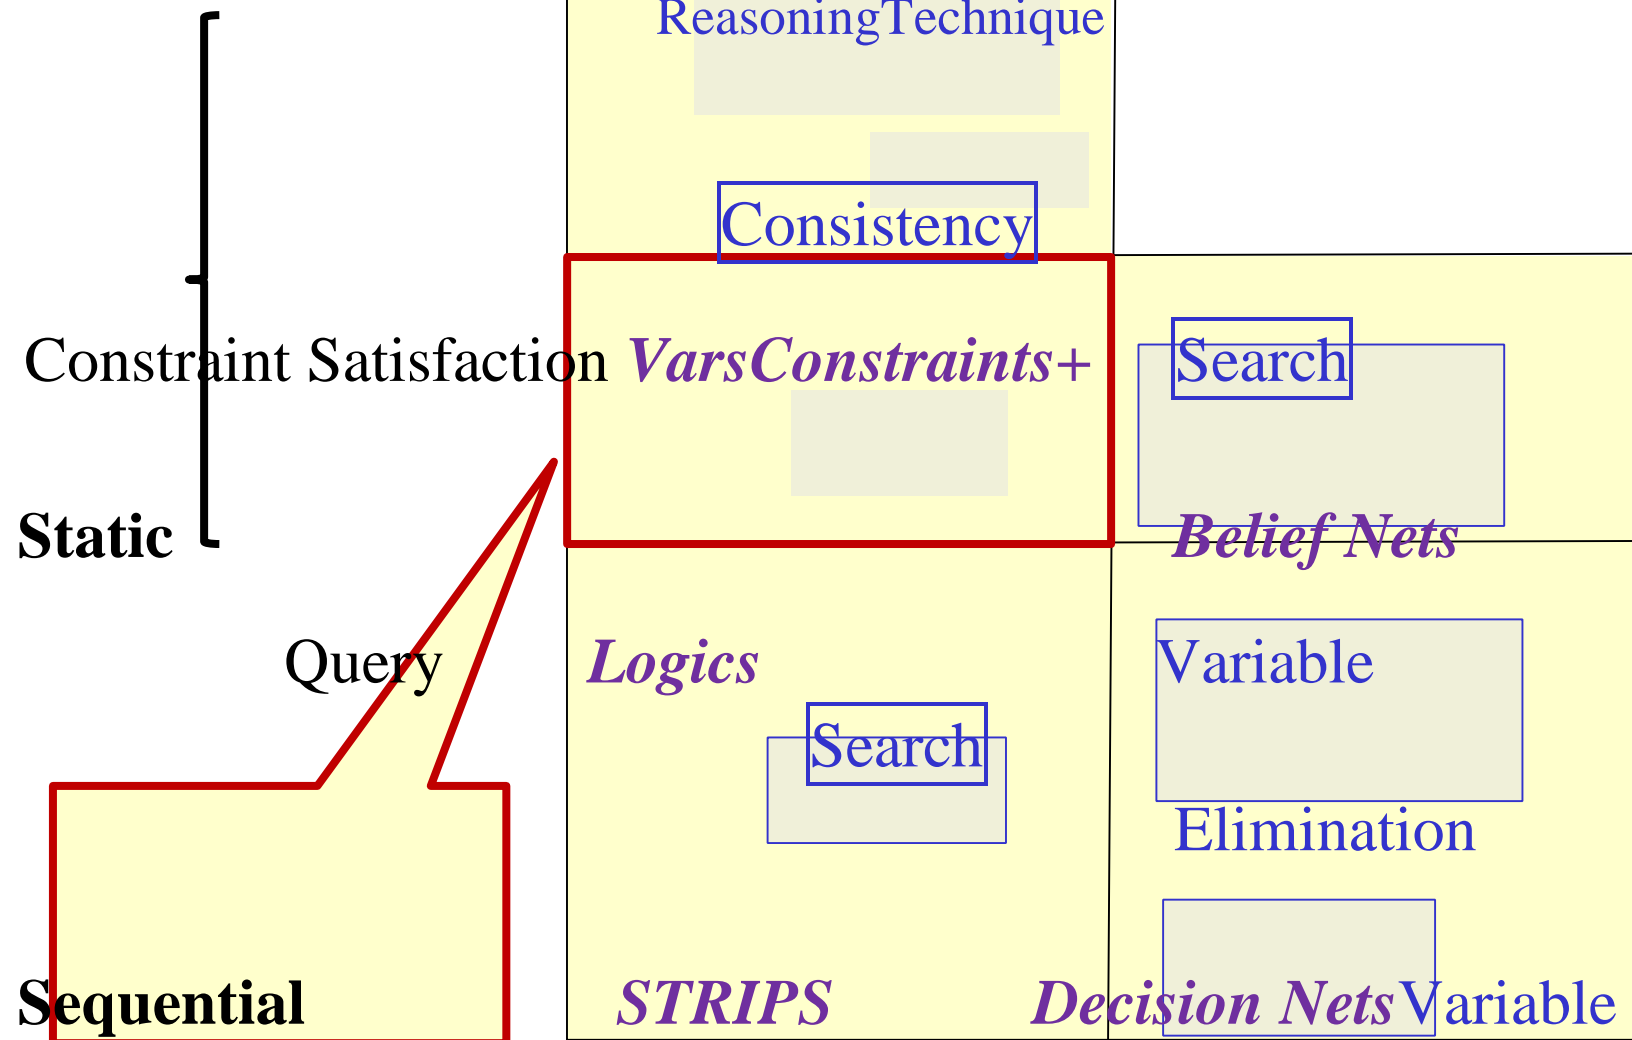 ReasoningTechnique
Consistency
Constraint Satisfaction VarsConstraints+ Search
Static Belief Nets
Query Logics Variable
Search
Elimination
Sequential STRIPS Decision Nets Variable